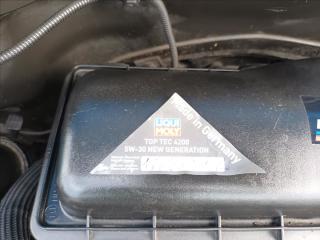 LIQUI
MOLY
TOP TEC 4200
5W-30 NEW GENERATION
Made in Germany